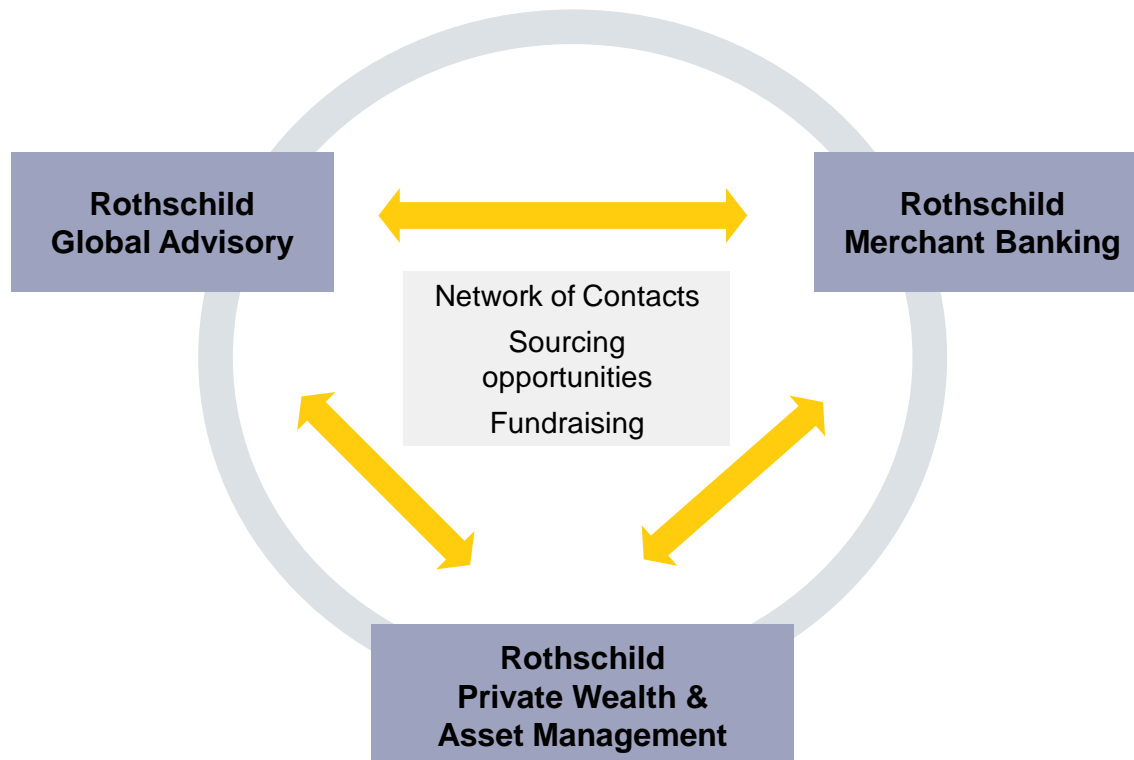 Rothschild
Global Advisory
Rothschild
Merchant Banking
Network of Contacts
Sourcing
opportunities
Fundraising
Rothschild
Private Wealth &
Asset Management